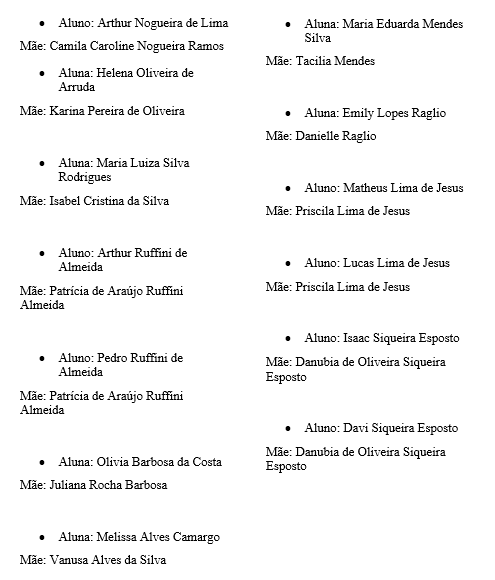 • Aluno: Arthur Nogueira de Lima
Mãe: Camila Caroline Nogueira Ramos
• Aluna: Helena Oliveira de
Arruda
Mãe: Karina Pereira de Oliveira
• Aluna: Maria Luiza Silva
Rodrigues
Mãe: Isabel Cristina da Silva
• Aluno: Arthur Ruffini de
Almeida
Mãe: Patrícia de Araújo Ruffini
Almeida
• Aluno: Pedro Ruffini de
Almeida
Mãe: Patrícia de Araújo Ruffini
Almeida
• Aluna: Olivia Barbosa da Costa
Mãe: Juliana Rocha Barbosa
• Aluna: Melissa Alves Camargo
Mãe: Vanusa Alves da Silva
• Aluna: Maria Eduarda Mendes
Silva
Mãe: Tacilia Mendes
• Aluna: Emily Lopes Raglio
Mãe: Danielle Raglio
• Aluno: Matheus Lima de Jesus
Mãe: Priscila Lima de Jesus
• Aluno: Lucas Lima de Jesus
Mãe: Priscila Lima de Jesus
• Aluno: Isaac Siqueira Esposto
Mãe: Danubia de Oliveira Siqueira
Esposto
• Aluno: Davi Siqueira Esposto
Mãe: Danubia de Oliveira Siqueira
Esposto